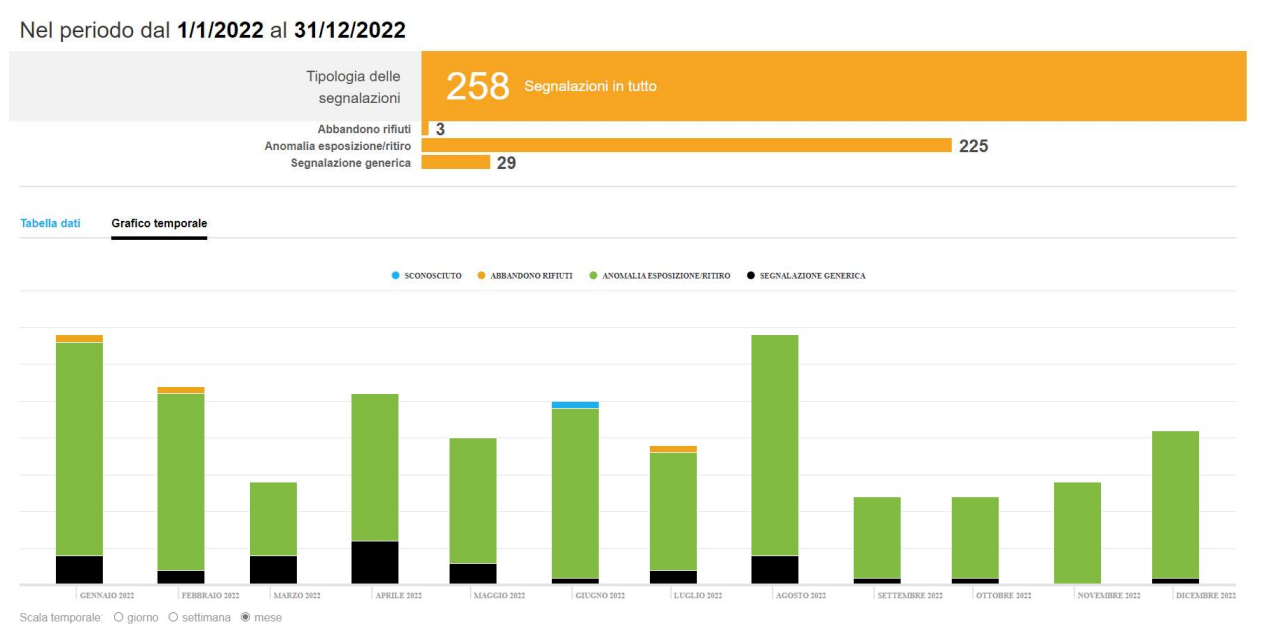 Nel periodo dal 1/1/2022 al 31/12/2022
Tipologia delle
segnalazioni
258 Segnalazioni in tutto
Abbandono rifiuti 3
Anomalia esposizione/ritiro 225
Segnalazione generica 29
Tabella dati Grafico temporale
SCONOSCIUTO ABBANDONO RIFIUTI ANOMALIA ESPOSIZIONE/RITIRO SEGNALAZIONE GENERICA
GENNAIO 2022 FEBBRAIO 2022 MARZO 2022 APRILE 2022 MAGGIO 2022 GIUGNO 2022 LUGLIO 2022 AGOSTO 2022 SETTEMBRE 2022 OTTOBRE 2022 NOVEMBRE 2022 DICEMBRE 2022
Scala temporale: giorno settimana mese